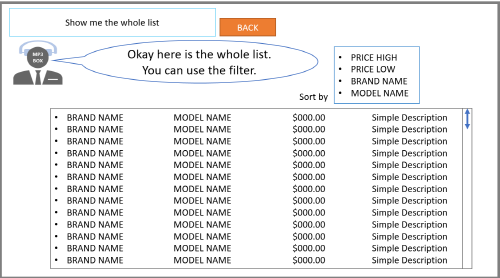 Show me the whole list
BACK
MP3
BOX
Okay here is the whole list.
You can use the filter.
Sort by
• PRICE HIGH
• PRICE LOW
• BRAND NAME
• MODEL NAME
• BRAND NAME MODEL NAME $000.00 Simple Description
• BRAND NAME MODEL NAME $000.00 Simple Description
• BRAND NAME MODEL NAME $000.00 Simple Description
• BRAND NAME MODEL NAME $000.00 Simple Description
• BRAND NAME MODEL NAME $000.00 Simple Description
• BRAND NAME MODEL NAME $000.00 Simple Description
• BRAND NAME MODEL NAME $000.00 Simple Description
• BRAND NAME MODEL NAME $000.00 Simple Description
• BRAND NAME MODEL NAME $000.00 Simple Description
• BRAND NAME MODEL NAME $000.00 Simple Description
• BRAND NAME MODEL NAME $000.00 Simple Description
• BRAND NAME MODEL NAME $000.00 Simple Description
• BRAND NAME MODEL NAME $000.00 Simple Description